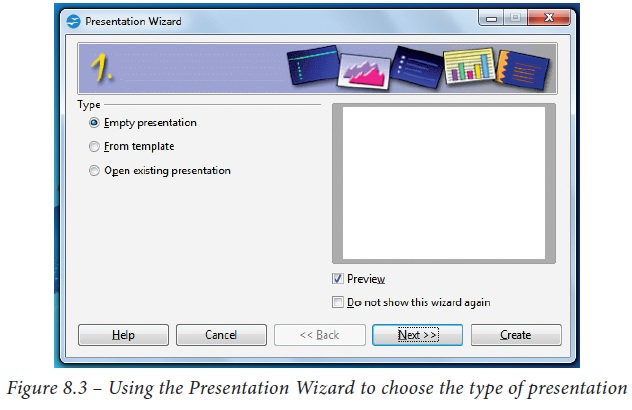 Presentation Wizard
1.
Type
Empty presentation
From template
Open existing presentation
Preview
Do not show this wizard again
Help
Cancel
<< Back
Next >>
Create
Figure 8.3 – Using the Presentation Wizard to choose the type of presentation